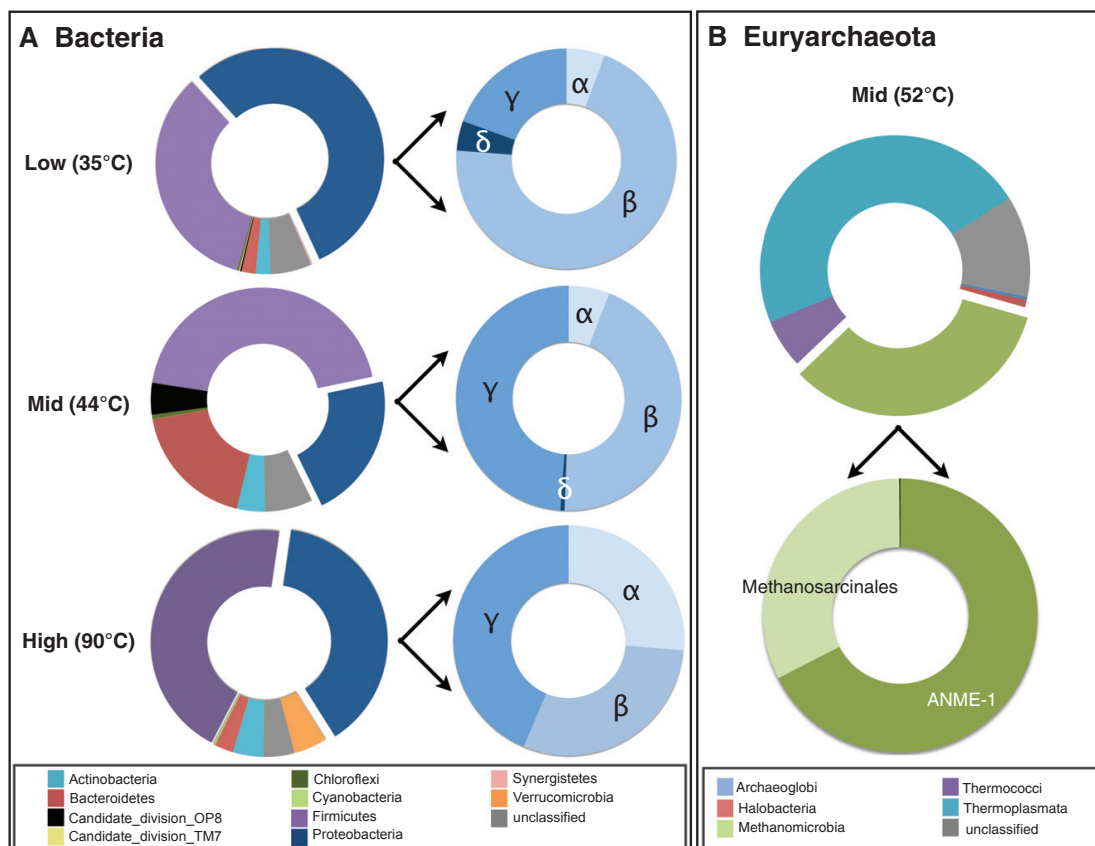 A Bacteria
Low (35°C)
γ
α
δ
β
Mid (44°C)
α
γ
β
δ
High (90°C)
α
γ
β
Actinobacteria
Bacteroidetes
Candidate_division_OP8
Candidate_division_TM7
Chloroflexi
Cyanobacteria
Firmicutes
Proteobacteria
Synergistetes
Verrucomicrobia
unclassified
B Euryarchaeota
Mid (52°C)
Methanosarcinales
ANME-1
Archaeoglobi
Halobacteria
Methanomicrobia
Thermococci
Thermoplasmata
unclassified